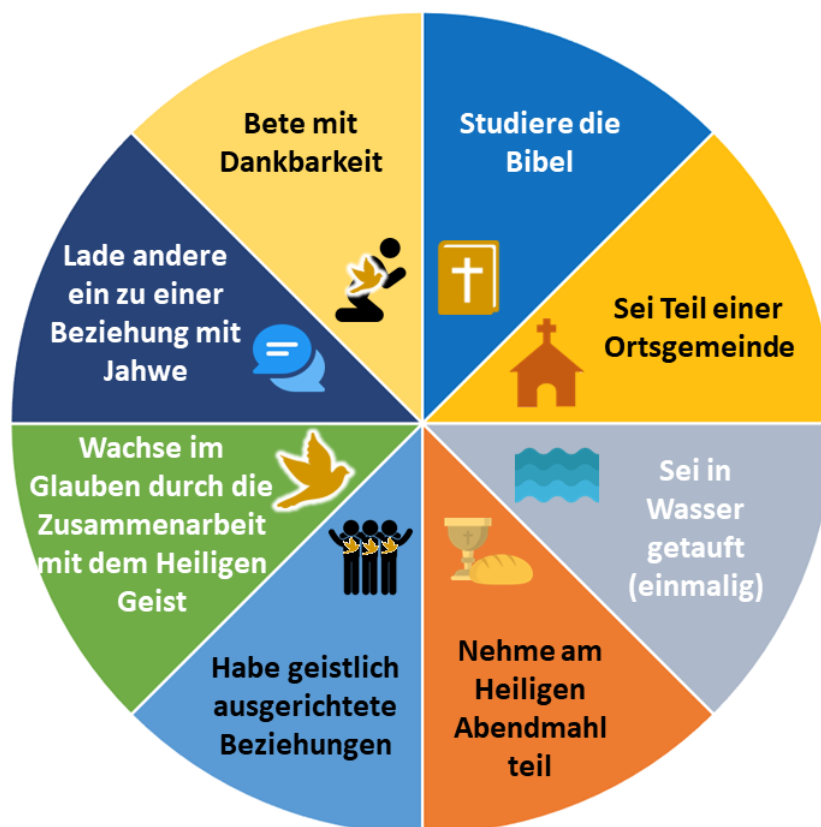 Studiere die
Bibel
Sei Teil einer
Ortsgemeinde
Sei in
Wasser
getauft
(einmalig)
Nehme am
Heiligen
Abendmahl
teil
Habe geistlich
ausgerichtete
Beziehungen
Wachse im
Glauben durch die
Zusammenarbeit
mit dem Heiligen
Geist
Lade andere
ein zu einer
Beziehung mit
Jahwe
Bete mit
Dankbarkeit